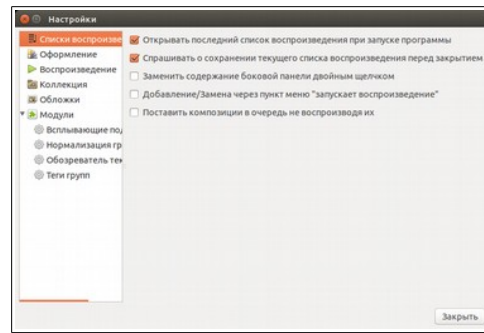 Настройки
Списки воспроизве
Оформление
Воспроизведение
Коллекция
Обложки
Модули
Всплывающие по
Нормализация гр
Обозреватель тек
Теги групп
Открывать последний список воспроизведения при запуске программы
Спрашивать о сохранении текущего списка воспроизведения перед закрытием
Заменить содержание боковой панели двойным щелчком
Добавление/Замена через пункт меню "запускает воспроизведение"
Поставить композиции в очередь не воспроизводя их
Закрыть